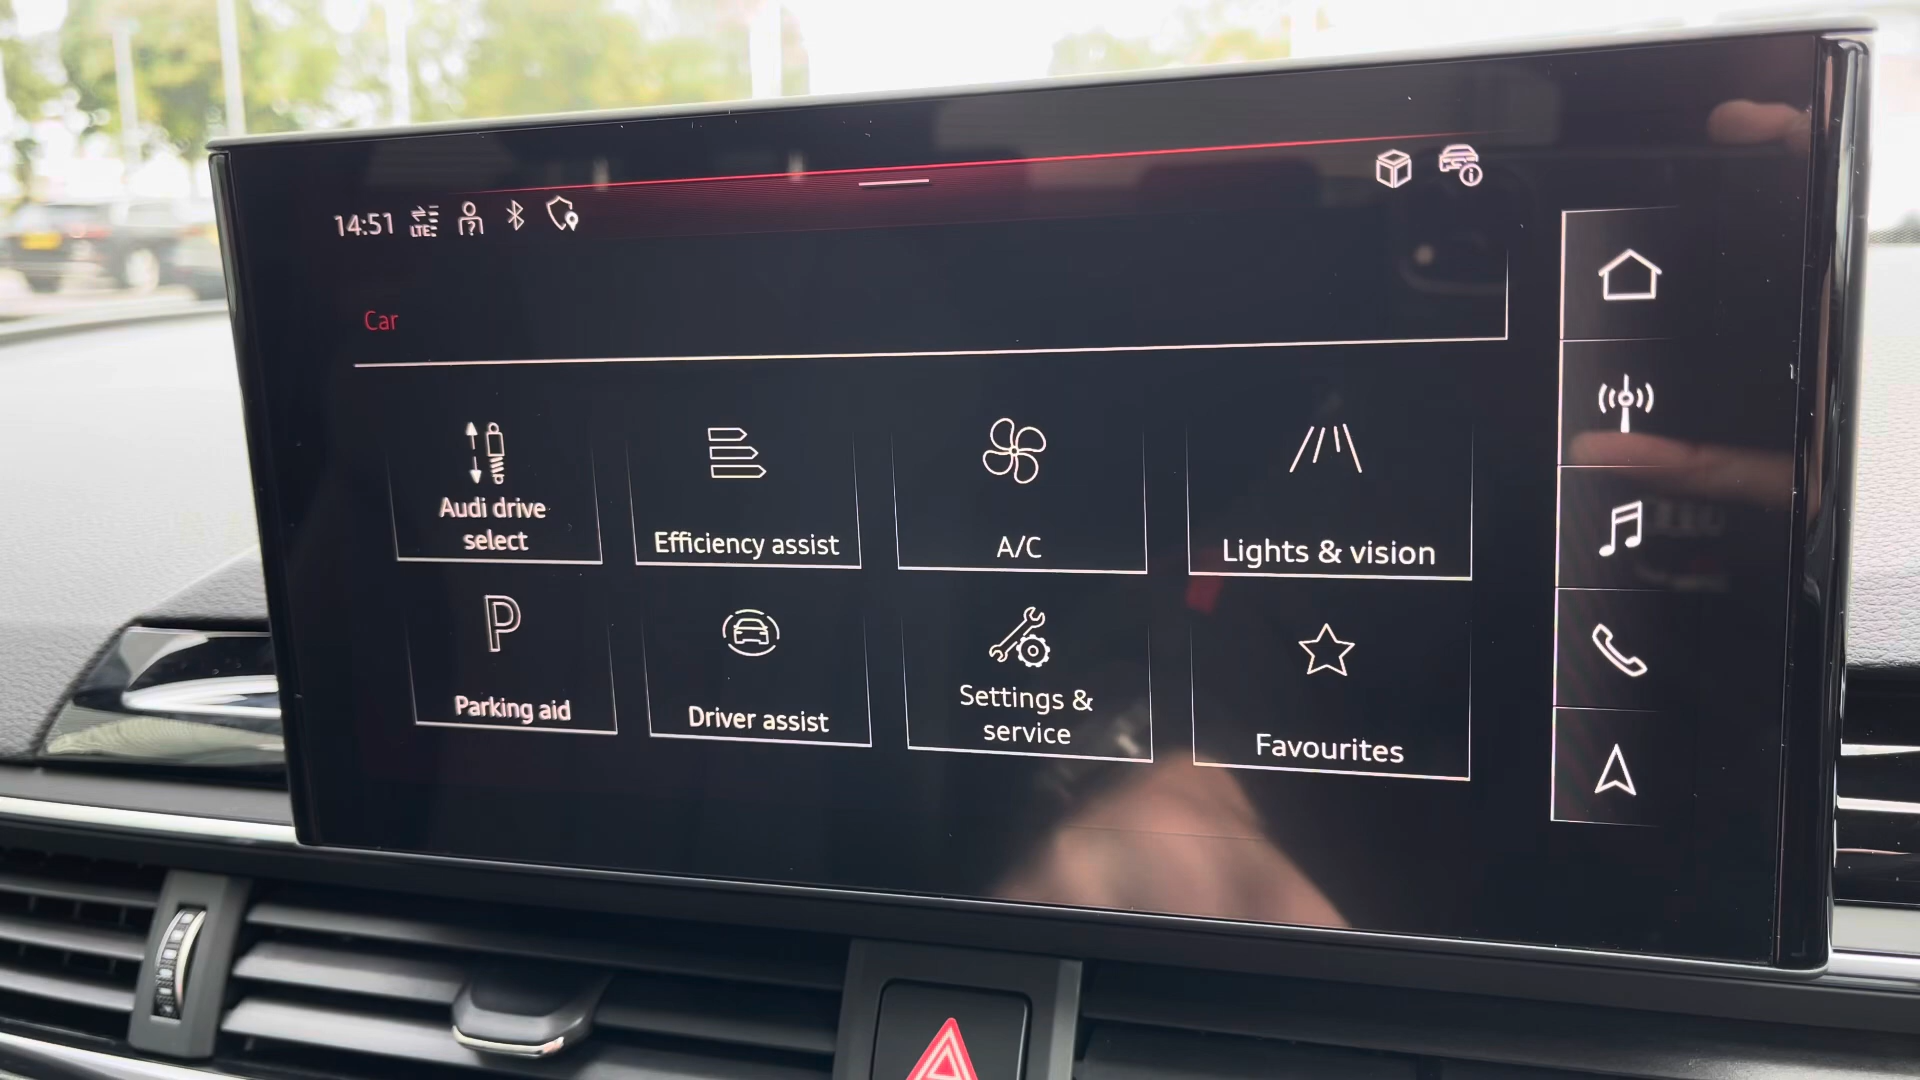 14:51 LTE
Car
Audi drive
select
Efficiency assist
A/C
Lights & vision
Parking aid
Driver assist
Settings &
service
Favourites